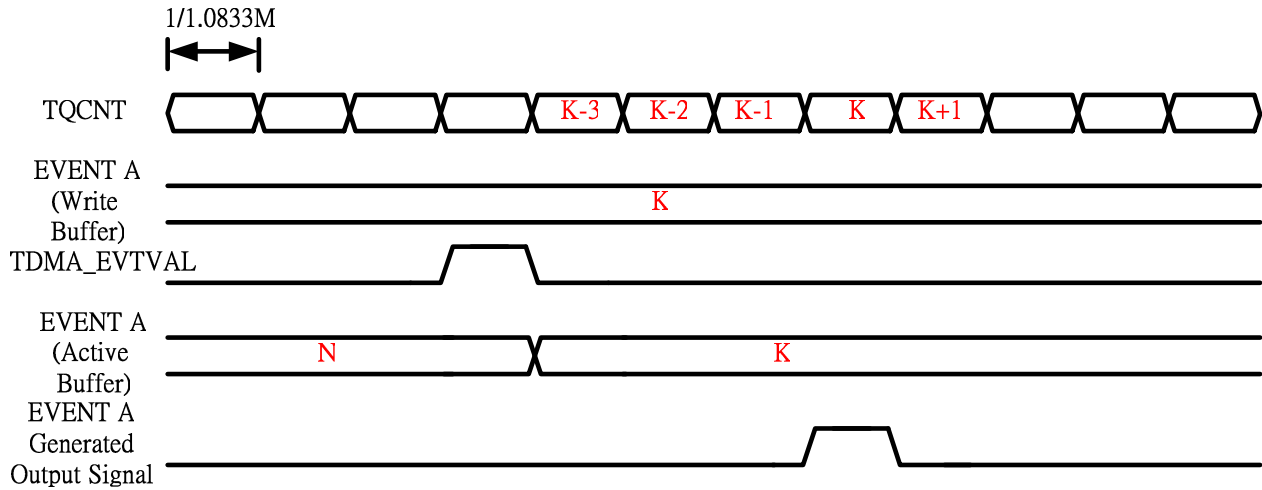 1/1.0833M
TQCNT K-3 K-2 K-1 K K+1
EVENT A
(Write
Buffer)
K
TDMA_EVTVAL
EVENT A
(Active
Buffer)
N K
EVENT A
Generated
Output Signal